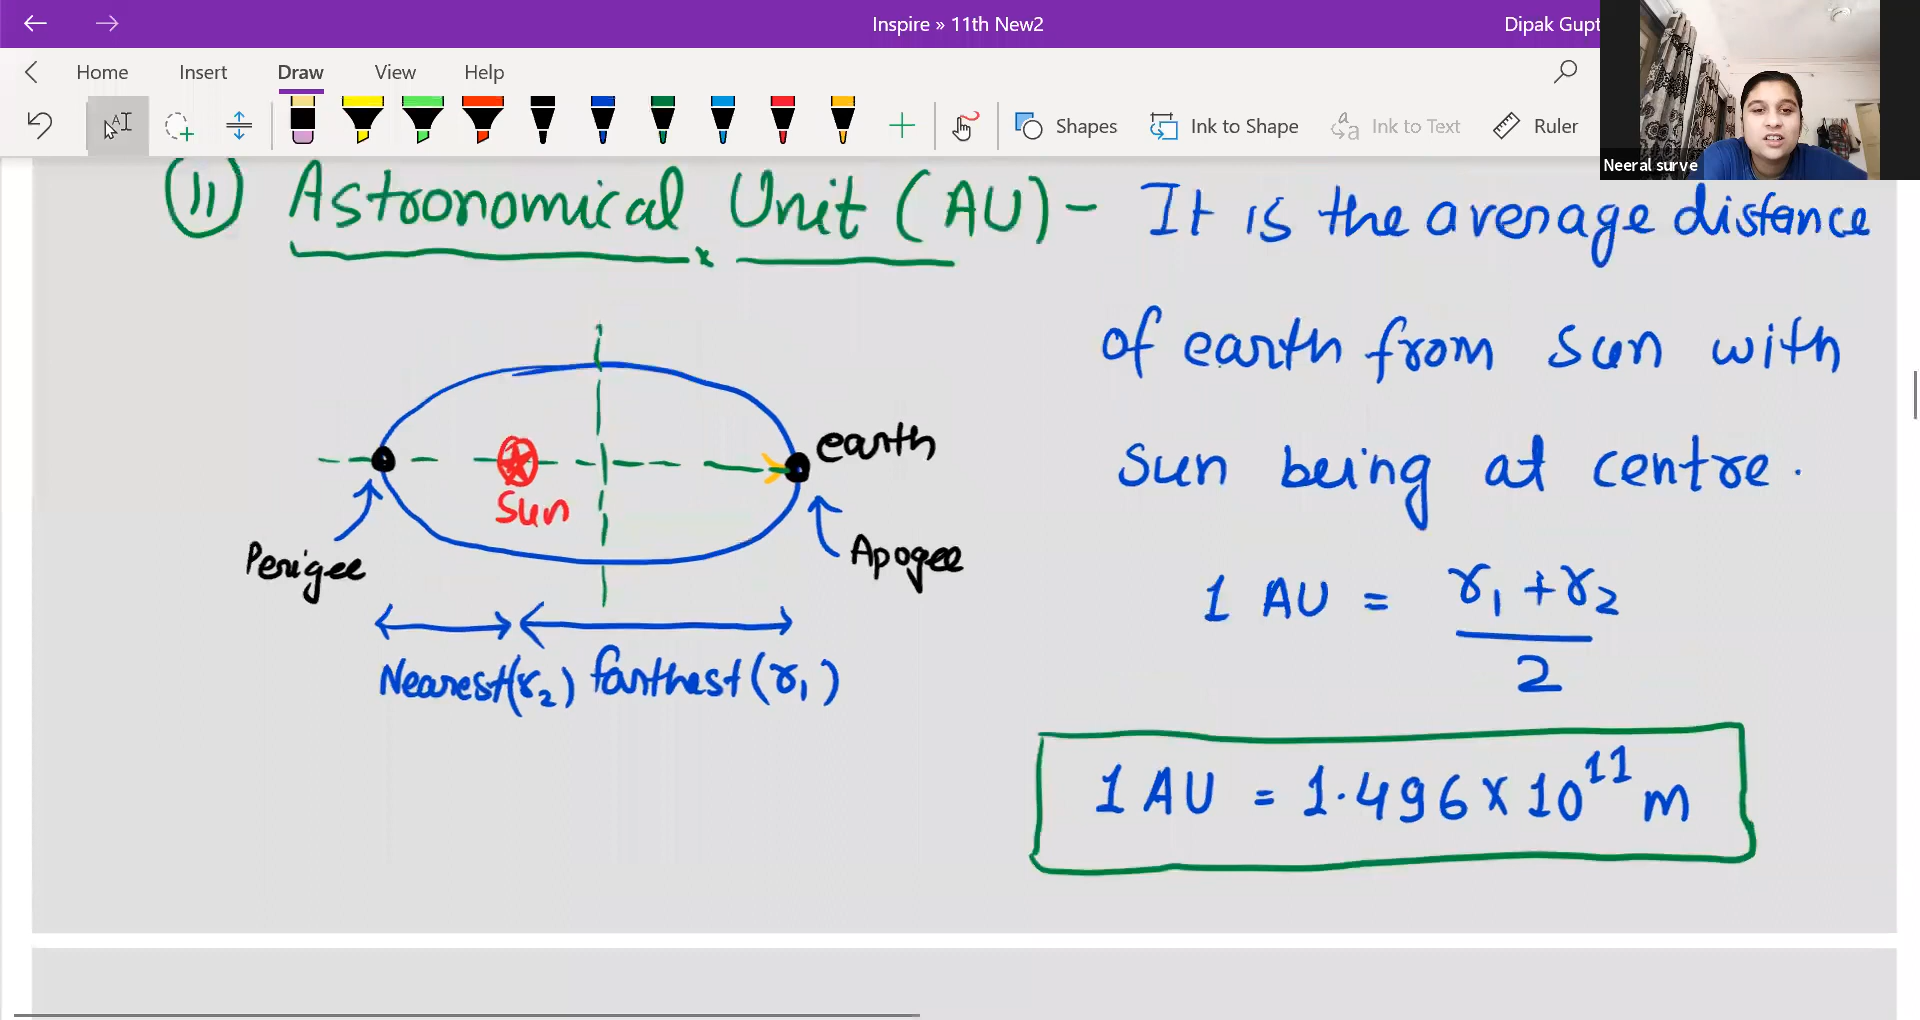 Inspire » 11th New2
Dipak Gupt
Home Insert Draw View Help
Shapes Ink to Shape Ink to Text Ruler
Neeral surve
(11) Astronomical Unit (AU) - It is the average distance
of earth from sun with
sun being at centre.
earth
Sun
Perigee
Apogee
Nearest (r₂) farthest (r₁)
1 AU = r₁ + r₂
2
1 AU = 1.496 × 10¹¹ m